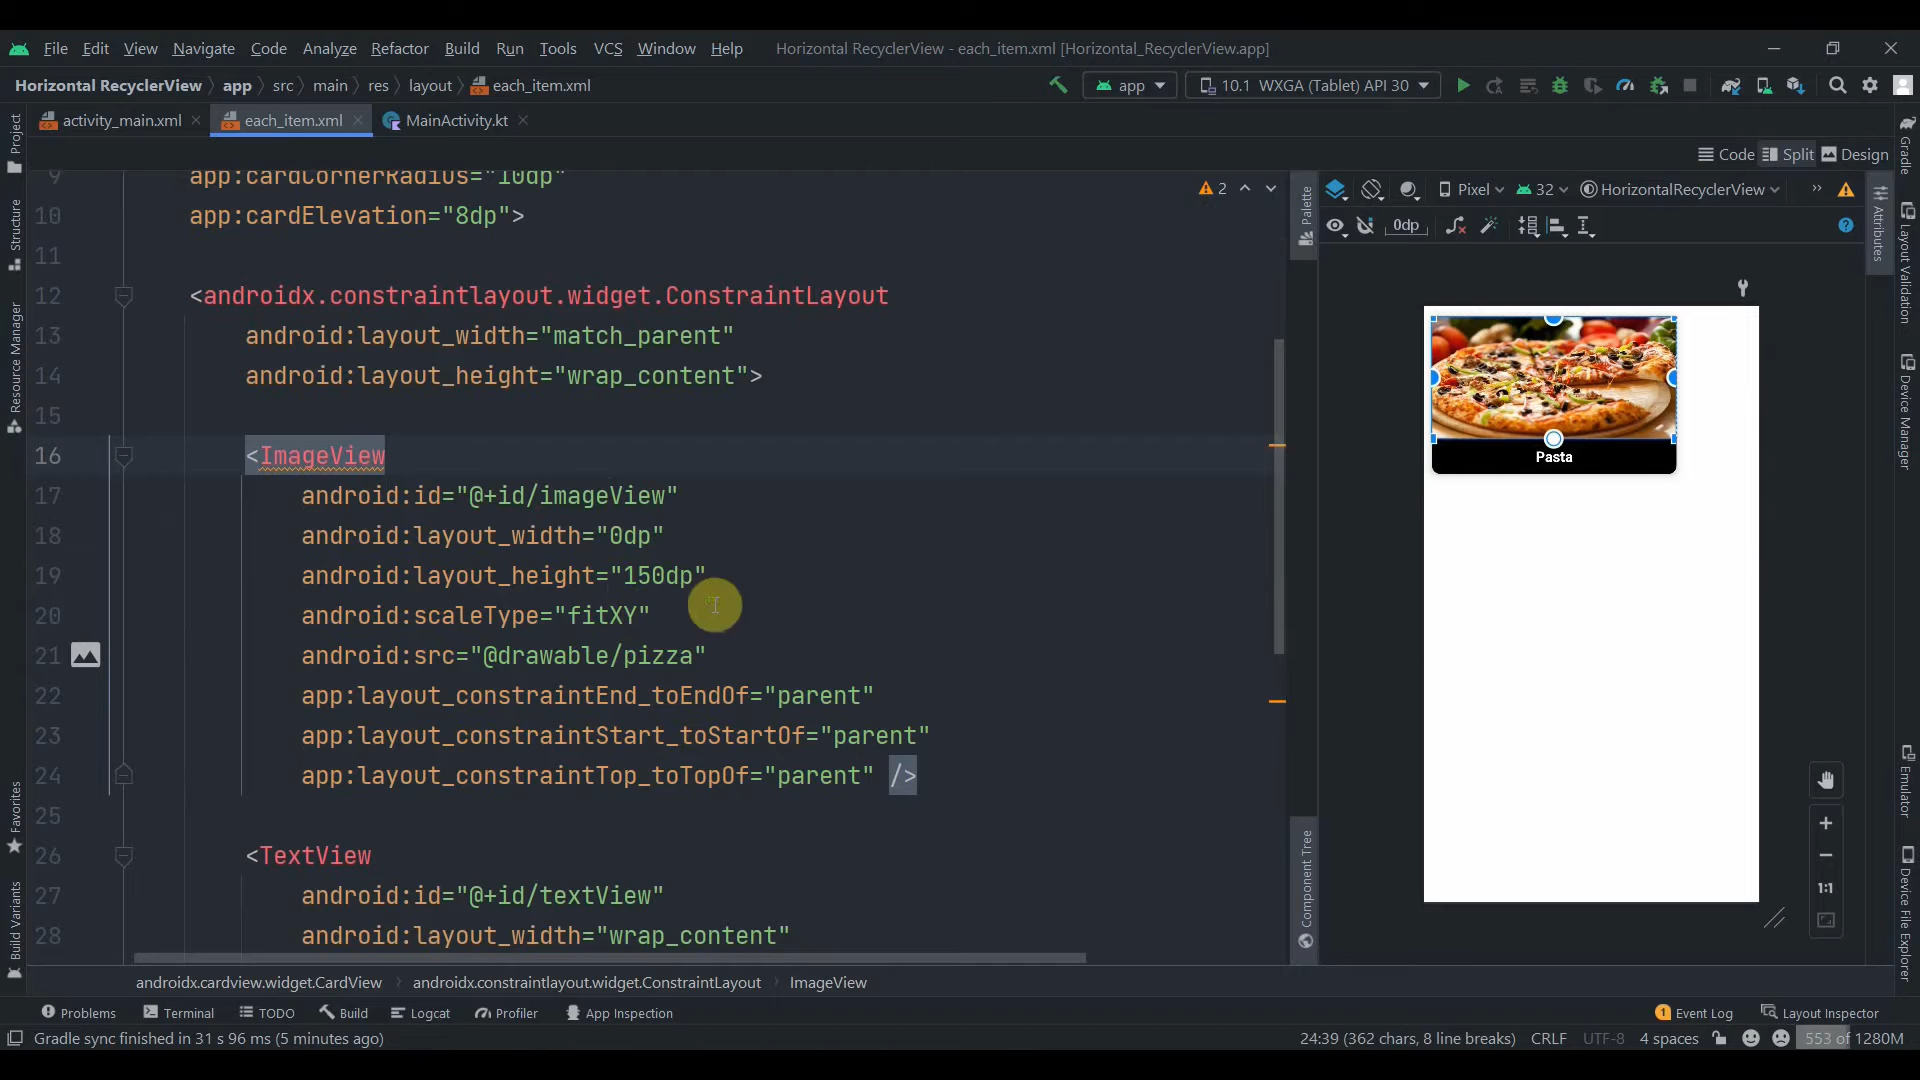 File Edit View Navigate Code Analyze Refactor Build Run Tools VCS Window Help Horizontal RecyclerView - each_item.xml [Horizontal_RecyclerView.app]
Horizontal RecyclerView app src main res layout each_item.xml app 10.1 WXGA (Tablet) API 30
activity_main.xml each_item.xml MainActivity.kt
Code Split Design
9 app:cardCornerRadius="10dp"
10 app:cardElevation="8dp">
11
12 <androidx.constraintlayout.widget.ConstraintLayout
13 android:layout_width="match_parent"
14 android:layout_height="wrap_content">
15
16 <ImageView
17 android:id="@+id/imageView"
18 android:layout_width="0dp"
19 android:layout_height="150dp"
20 android:scaleType="fitXY"
21 android:src="@drawable/pizza"
22 app:layout_constraintEnd_toEndOf="parent"
23 app:layout_constraintStart_toStartOf="parent"
24 app:layout_constraintTop_toTopOf="parent" />
25
26 <TextView
27 android:id="@+id/textView"
28 android:layout_width="wrap_content"
2
Pixel 32 HorizontalRecyclerView
0dp
Pasta
1:1
Project
Structure
Resource Manager
Favorites
Build Variants
Palette
Component Tree
Attributes
Gradle
Layout Validation
Device Manager
Emulator
Device File Explorer
androidx.cardview.widget.CardView androidx.constraintlayout.widget.ConstraintLayout ImageView
Problems Terminal TODO Build Logcat Profiler App Inspection 1 Event Log Layout Inspector
Gradle sync finished in 31 s 96 ms (5 minutes ago) 24:39 (362 chars, 8 line breaks) CRLF UTF-8 4 spaces 553 of 1280M